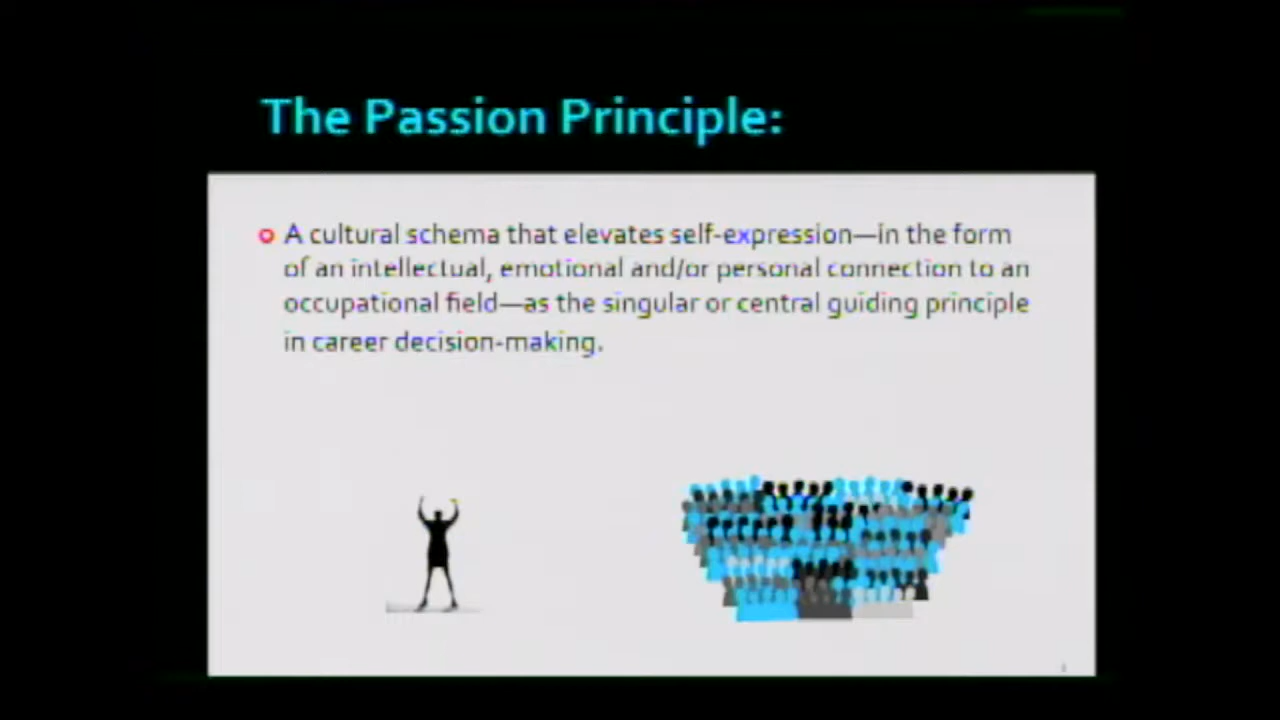 The Passion Principle:
A cultural schema that elevates self-expression—in the form
of an intellectual, emotional and/or personal connection to an
occupational field—as the singular or central guiding principle
in career decision-making.